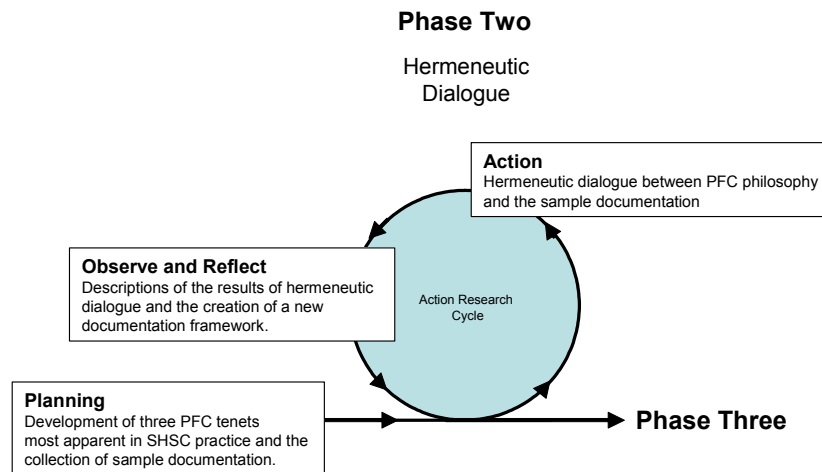 Phase Two
Hermeneutic
Dialogue
Action
Hermeneutic dialogue between PFC philosophy
and the sample documentation
Observe and Reflect
Descriptions of the results of hermeneutic
dialogue and the creation of a new
documentation framework.
Action Research
Cycle
Planning
Development of three PFC tenets
most apparent in SHSC practice and the
collection of sample documentation.
Phase Three